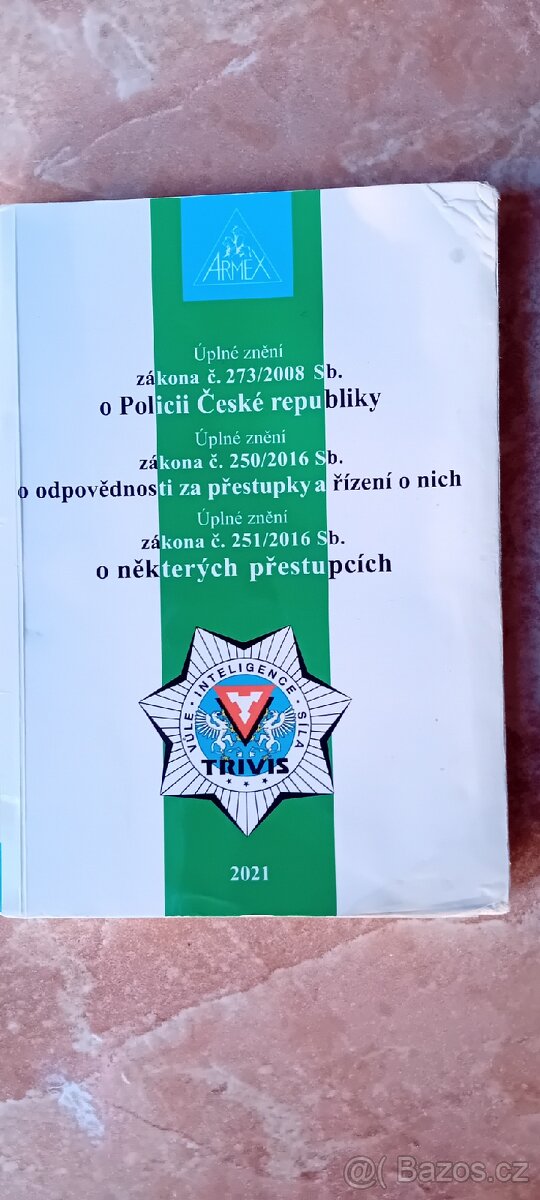 ARMEX
Úplné znění
zákona č. 273/2008 Sb.
o Policii České republiky
Úplné znění
zákona č. 250/2016 Sb.
o odpovědnosti za přestupky a řízení o nich
Úplné znění
zákona č. 251/2016 Sb.
o některých přestupcích
VŮLE · INTELIGENCE · SÍLA
TRIVIS
2021
@( Bazos.cz